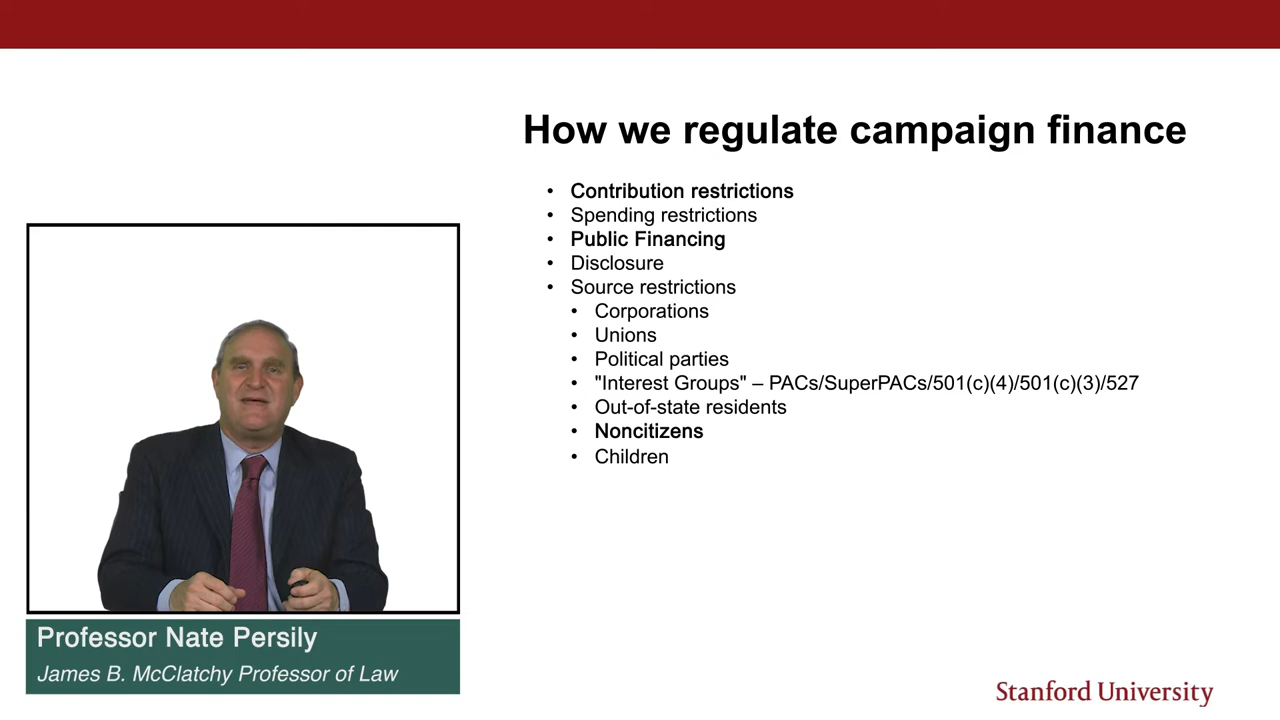 How we regulate campaign finance
• Contribution restrictions
• Spending restrictions
• Public Financing
• Disclosure
• Source restrictions
• Corporations
• Unions
• Political parties
• "Interest Groups" – PACs/SuperPACs/501(c)(4)/501(c)(3)/527
• Out-of-state residents
• Noncitizens
• Children
Professor Nate Persily
James B. McClatchy Professor of Law
Stanford University